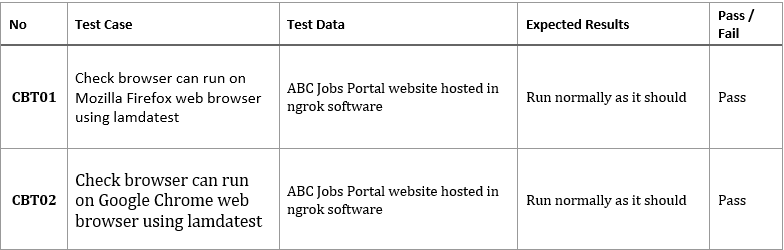 No Test Case Test Data Expected Results Pass /
Fail
CBT01
Check browser can run on
Mozilla Firefox web browser
using lamdatest
ABC Jobs Portal website hosted in
ngrok software
Run normally as it should
Pass
CBT02
Check browser can run
on Google Chrome web
browser using lamdatest
ABC Jobs Portal website hosted in
ngrok software
Run normally as it should
Pass